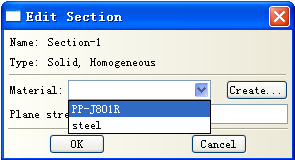 Edit Section
Name: Section-1
Type: Solid, Homogeneous
Material:
Create...
PP-J801R
Plane stre
steel
OK
Cancel